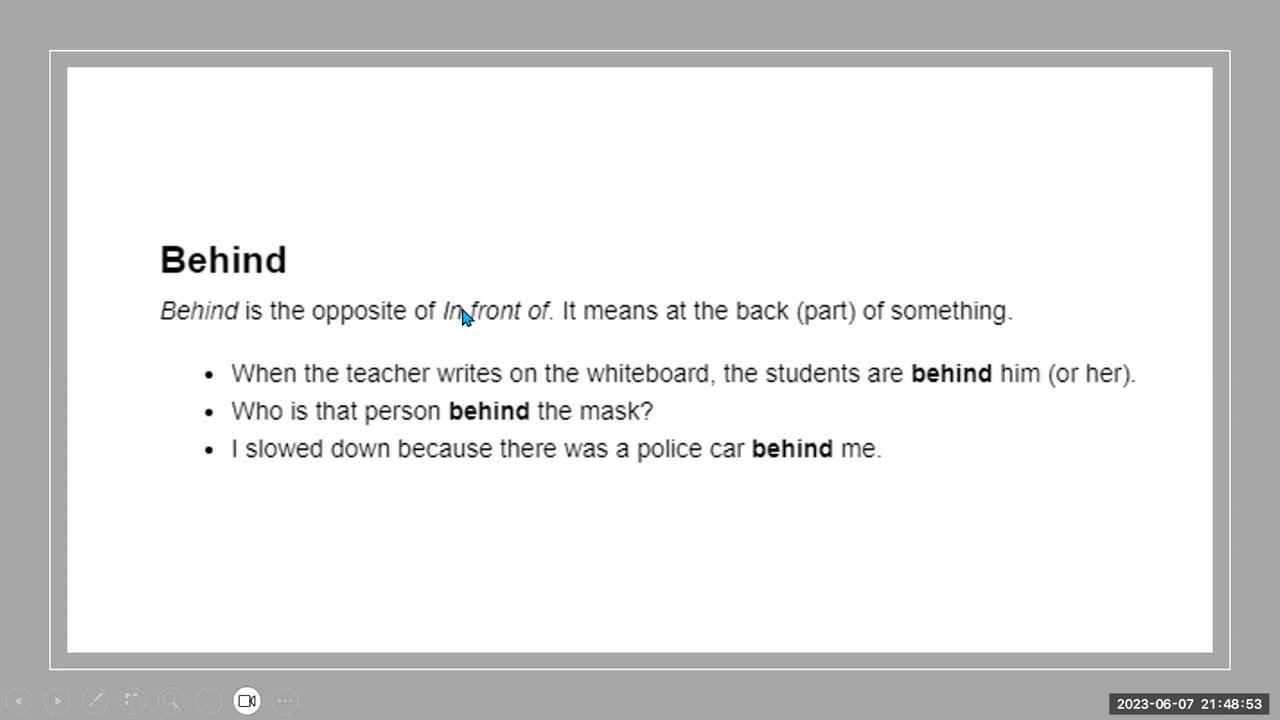 Behind
Behind is the opposite of In front of. It means at the back (part) of something.
• When the teacher writes on the whiteboard, the students are behind him (or her).
• Who is that person behind the mask?
• I slowed down because there was a police car behind me.
2023-06-07 21:48:53